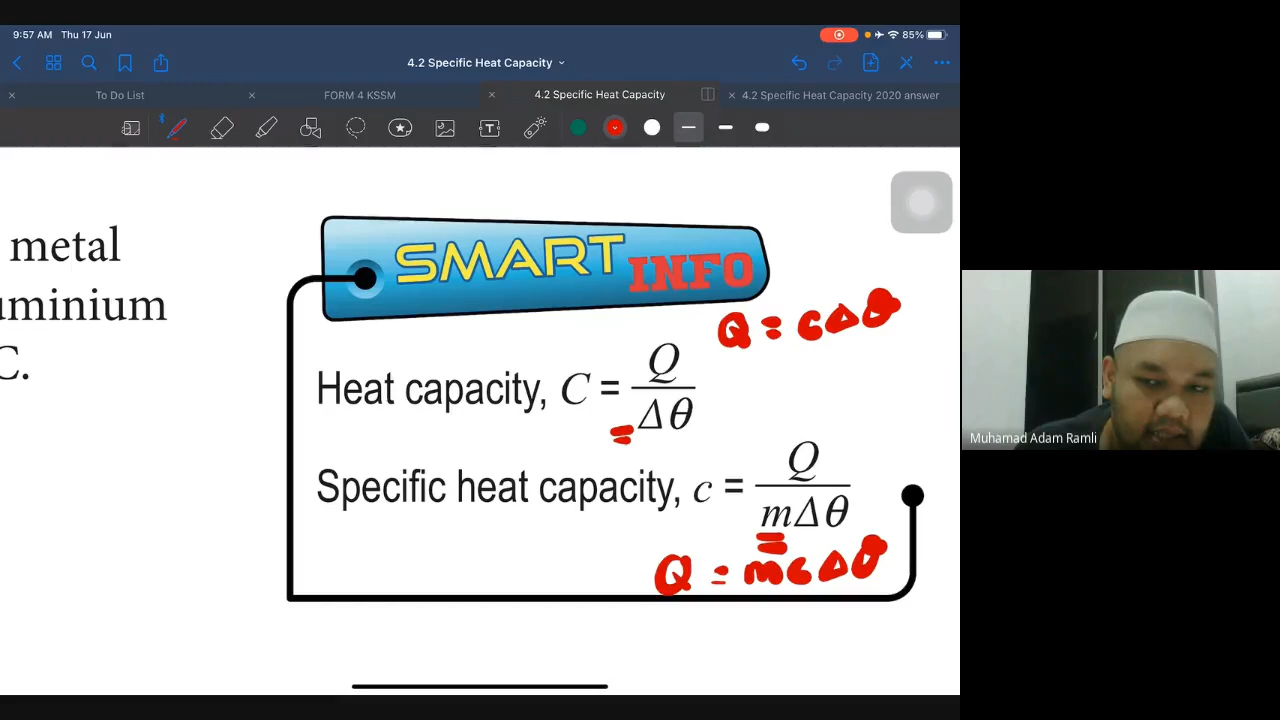 9:57 AM Thu 17 Jun
85%
4.2 Specific Heat Capacity
To Do List
FORM 4 KSSM
4.2 Specific Heat Capacity
4.2 Specific Heat Capacity 2020 answer
T
metal
uminium
C.
SMART INFO
Q = CΔθ
Heat capacity, C = Q/Δθ
Specific heat capacity, c = Q/mΔθ
Q = mcΔθ
Muhamad Adam Ramli